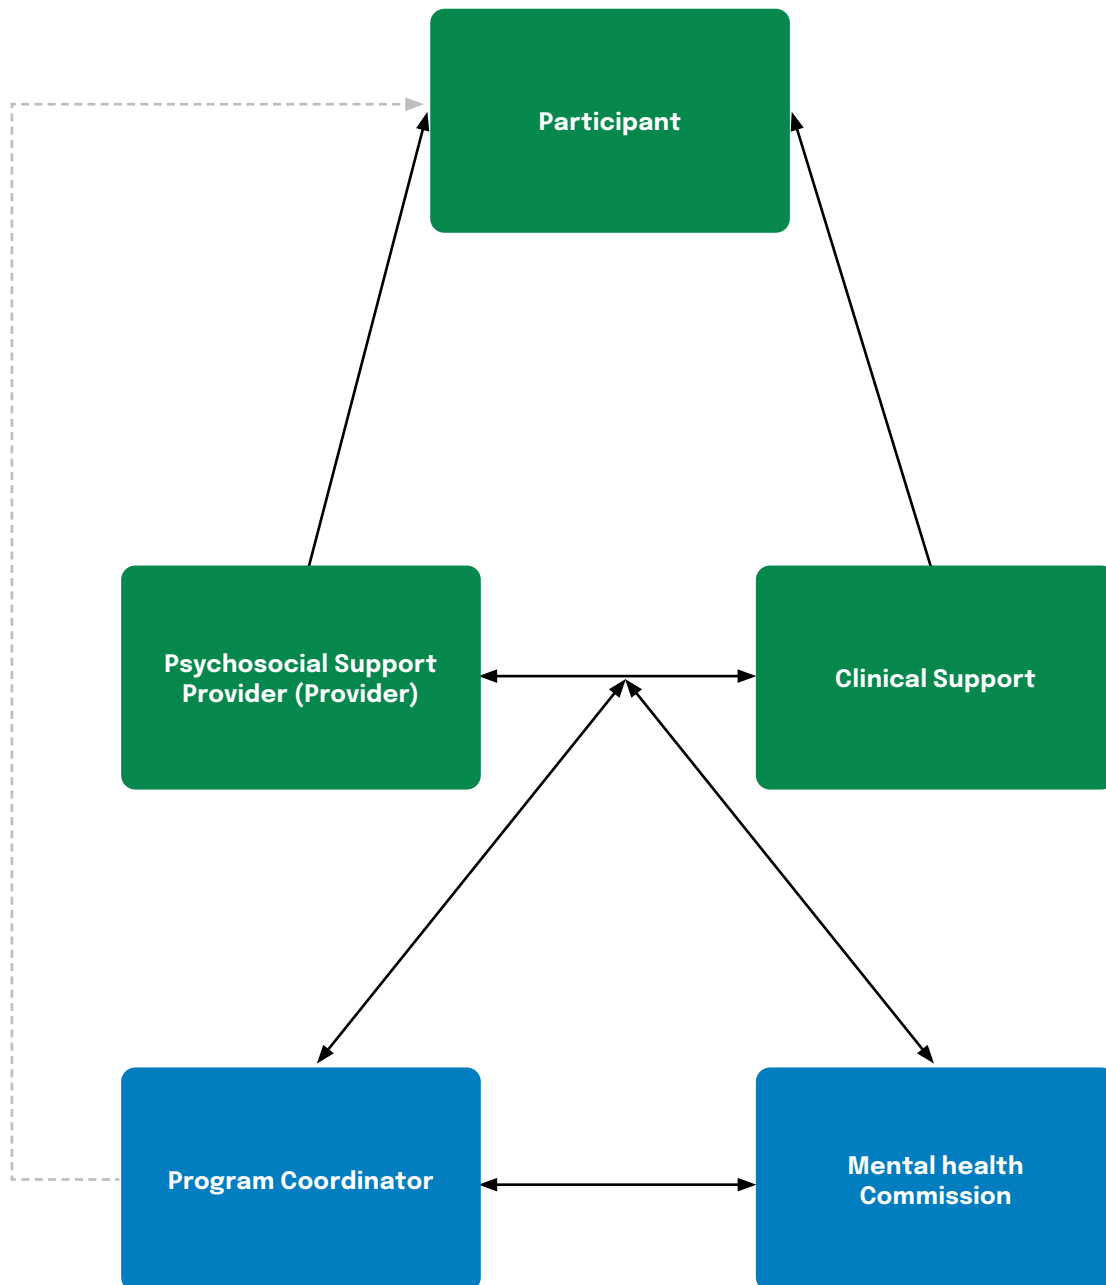 Participant
Psychosocial Support
Provider (Provider)
Clinical Support
Program Coordinator
Mental health
Commission